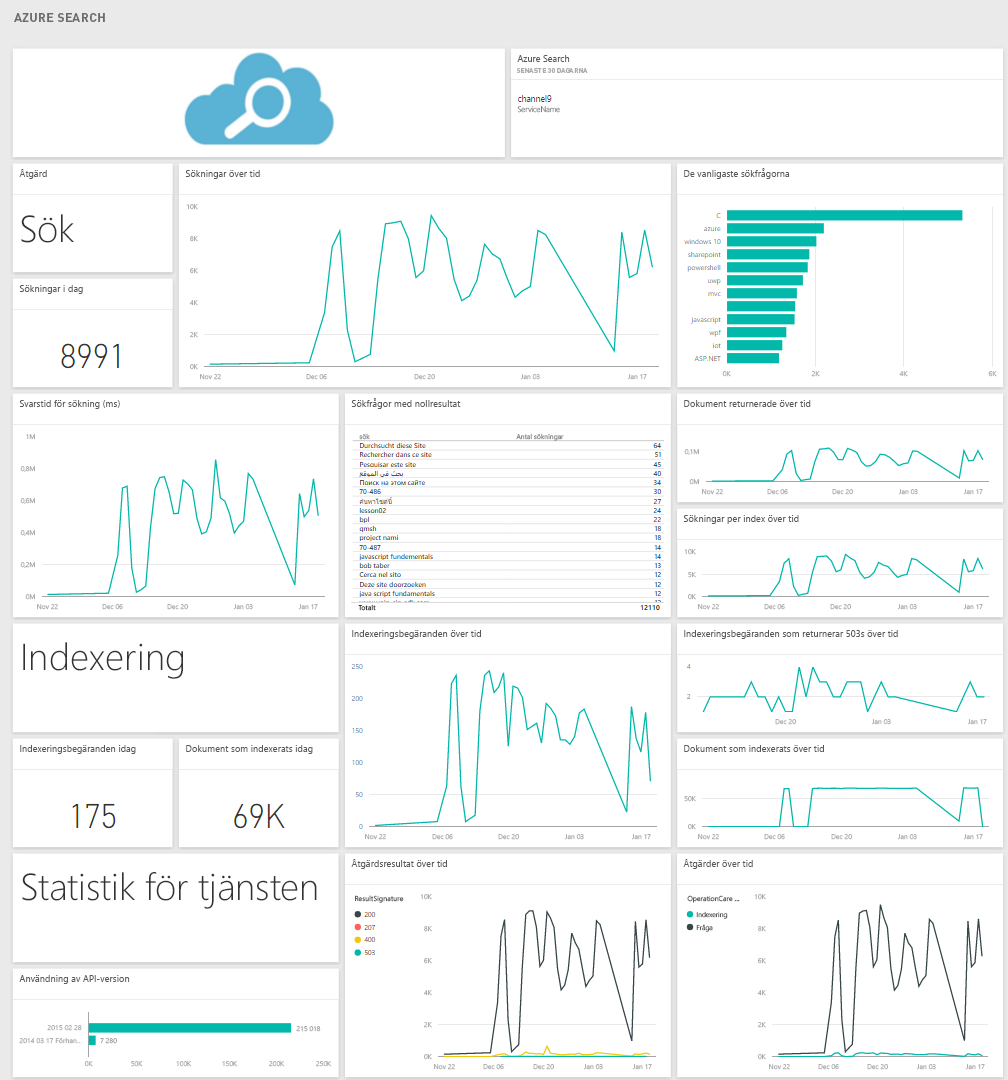 AZURE SEARCH
Azure Search
SENASTE 30 DAGARNA
channel9
ServiceName
Åtgärd
Sök
Sökningar i dag
8991
Sökningar över tid
10K
8K
6K
4K
2K
0K
Nov 22 Dec 06 Dec 20 Jan 03 Jan 17
De vanligaste sökfrågorna
C
azure
windows 10
sharepoint
powershell
uwp
mvc
javascript
wpf
iot
ASP.NET
0K 2K 4K 6K
Svarstid för sökning (ms)
1M
0,8M
0,6M
0,4M
0,2M
0M
Nov 22 Dec 06 Dec 20 Jan 03 Jan 17
Sökfrågor med nollresultat
sök Antal sökningar
Durchsucht diese Site 64
Rechercher dans ce site 51
Pesquisar este site 45
بحث في الموقع 40
Поиск на этом сайте 34
70-486 30
ค้นหาไซต์นี้ 27
lesson02 24
bpl 22
qmsh 18
project nami 18
70-487 14
javascript fundementals 14
bob taber 13
Cerca nel sito 12
Deze site doorzoeken 12
java script fundamentals 12
Totalt 12110
Dokument returnerade över tid
0,1M
0M
Nov 22 Dec 06 Dec 20 Jan 03 Jan 17
Sökningar per index över tid
10K
5K
0K
Nov 22 Dec 06 Dec 20 Jan 03 Jan 17
Indexering
Indexeringsbegäranden idag
175
Dokument som indexerats idag
69K
Indexeringsbegäranden över tid
250
200
150
100
50
0
Nov 22 Dec 06 Dec 20 Jan 03 Jan 17
Indexeringsbegäranden som returnerar 503s över tid
4
2
Dec 20 Jan 03 Jan 17
Dokument som indexerats över tid
50K
0K
Nov 22 Dec 06 Dec 20 Jan 03 Jan 17
Statistik för tjänsten
Användning av API-version
2015 02 28 215 018
2014 03 17 Förhan... 7 280
0K 50K 100K 150K 200K 250K
Åtgärdsresultat över tid
ResultSignature
200
207
400
503
10K
8K
6K
4K
2K
0K
Nov 22 Dec 06 Dec 20 Jan 03 Jan 17
Åtgärder över tid
OperationCare ...
Indexering
Fråga
10K
8K
6K
4K
2K
0K
Nov 22 Dec 06 Dec 20 Jan 03 Jan 17